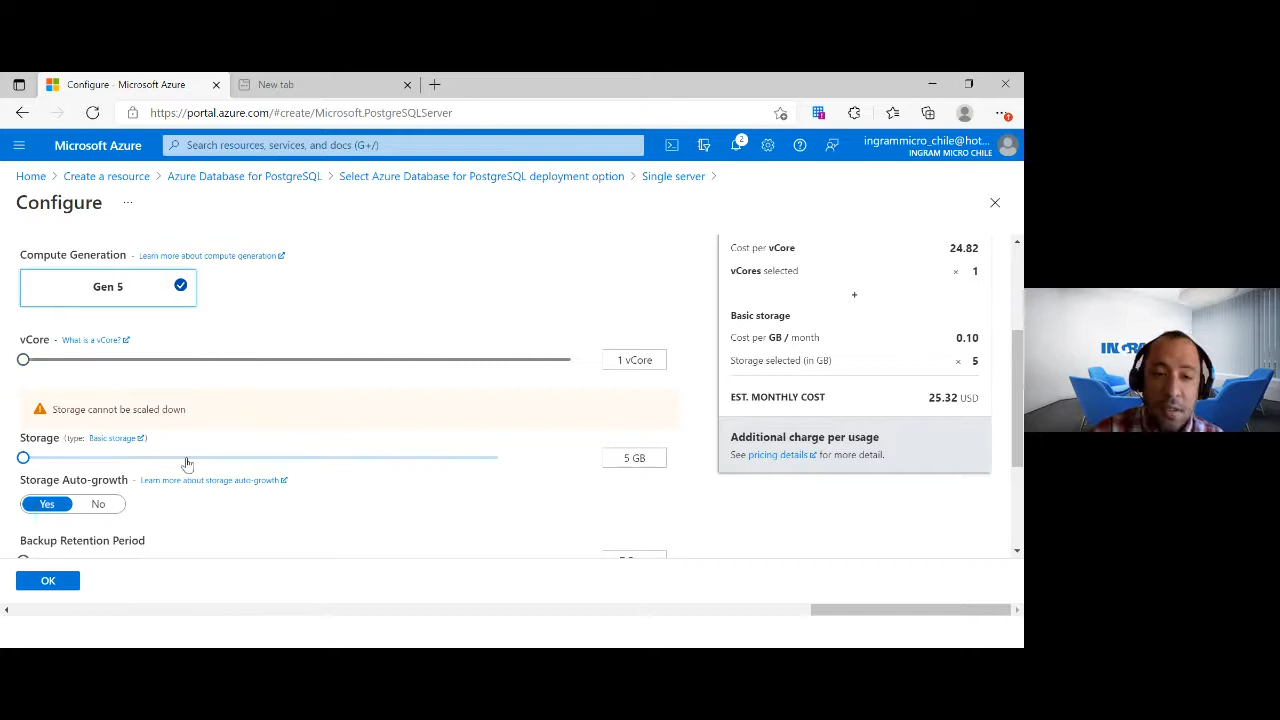 Configure - Microsoft Azure
New tab
https://portal.azure.com/#create/Microsoft.PostgreSQLServer
Microsoft Azure
Search resources, services, and docs (G+/)
2
ingrammicro_chile@hot...
INGRAM MICRO CHILE
Home > Create a resource > Azure Database for PostgreSQL > Select Azure Database for PostgreSQL deployment option > Single server >
Configure ...
Compute Generation - Learn more about compute generation
Gen 5
vCore - What is a vCore?
1 vCore
Storage cannot be scaled down
Storage (type: Basic storage)
5 GB
Storage Auto-growth - Learn more about storage auto-growth
Yes No
Backup Retention Period
OK
Cost per vCore 24.82
vCores selected × 1
+
Basic storage
Cost per GB / month 0.10
Storage selected (in GB) × 5
EST. MONTHLY COST 25.32 USD
Additional charge per usage
See pricing details for more detail.